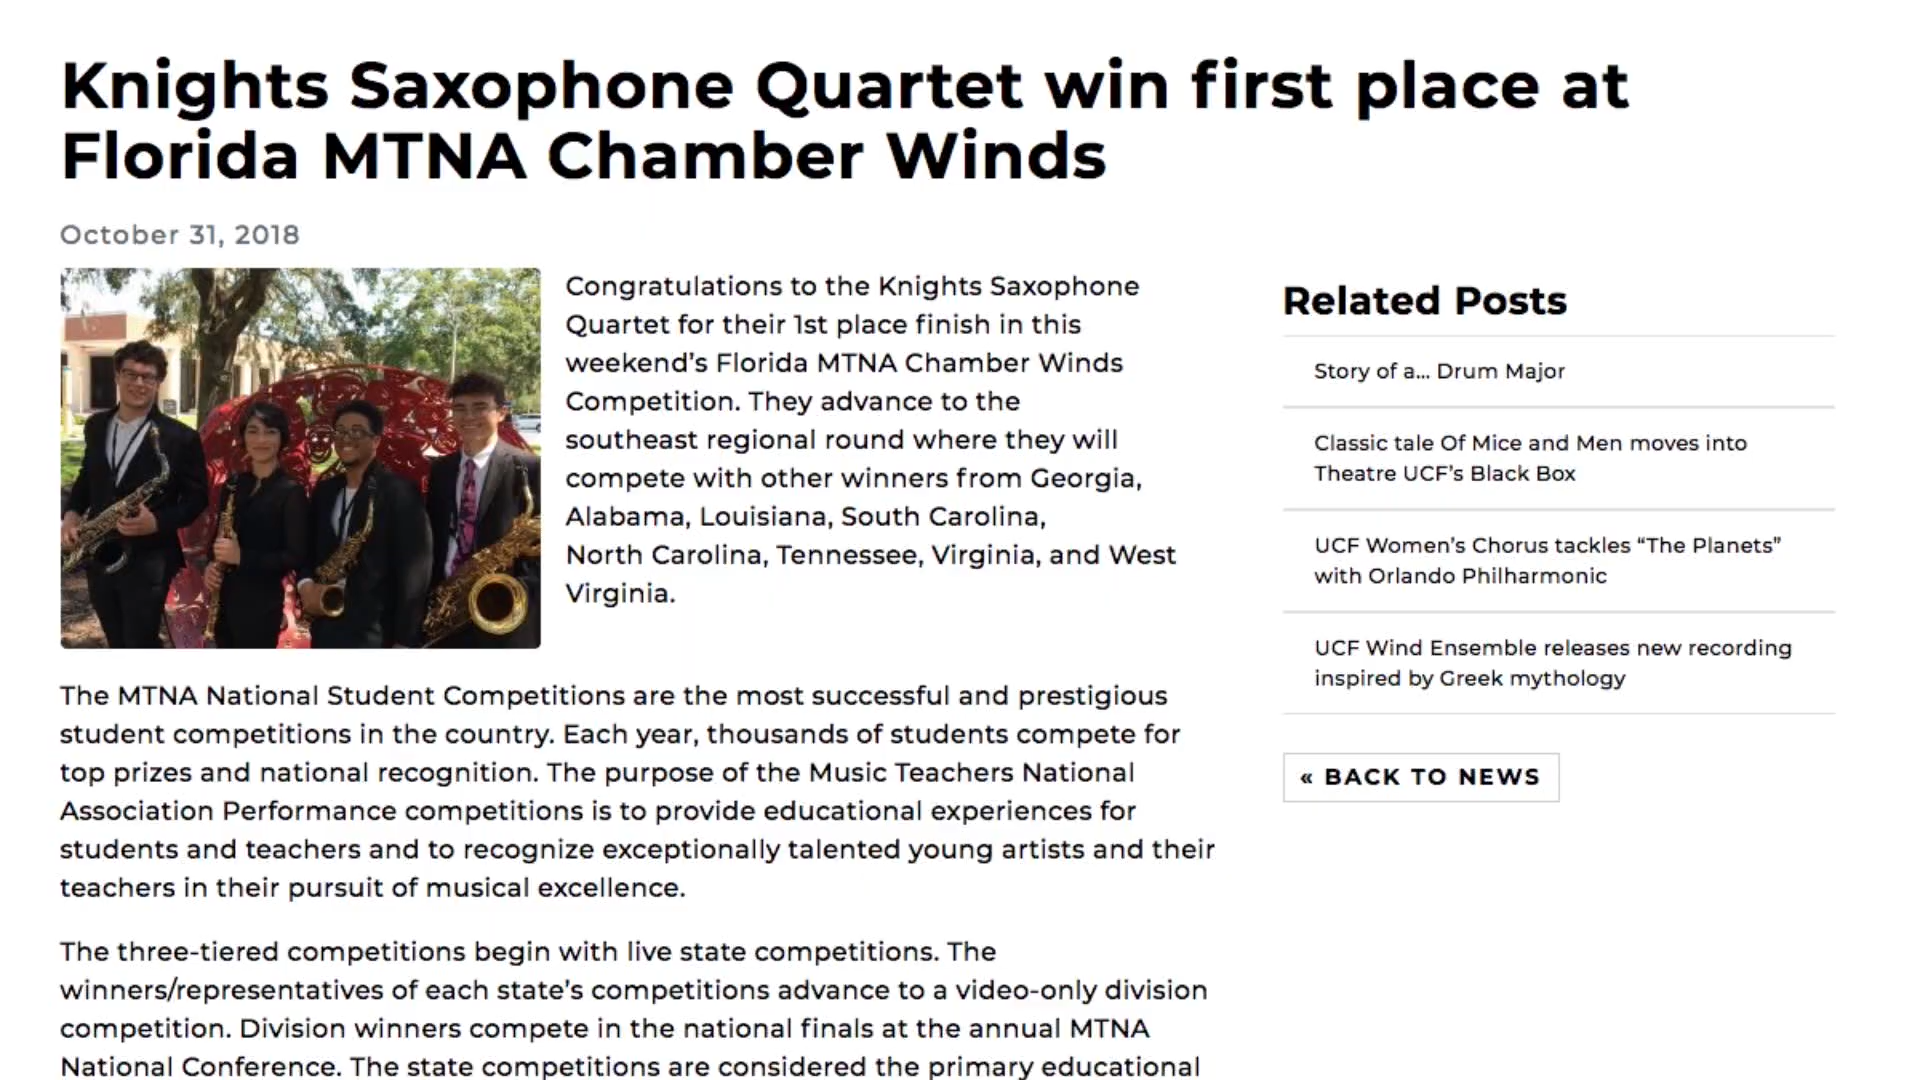 Knights Saxophone Quartet win first place at
Florida MTNA Chamber Winds
October 31, 2018
Congratulations to the Knights Saxophone
Quartet for their 1st place finish in this
weekend’s Florida MTNA Chamber Winds
Competition. They advance to the
southeast regional round where they will
compete with other winners from Georgia,
Alabama, Louisiana, South Carolina,
North Carolina, Tennessee, Virginia, and West
Virginia.
The MTNA National Student Competitions are the most successful and prestigious
student competitions in the country. Each year, thousands of students compete for
top prizes and national recognition. The purpose of the Music Teachers National
Association Performance competitions is to provide educational experiences for
students and teachers and to recognize exceptionally talented young artists and their
teachers in their pursuit of musical excellence.
The three-tiered competitions begin with live state competitions. The
winners/representatives of each state’s competitions advance to a video-only division
competition. Division winners compete in the national finals at the annual MTNA
National Conference. The state competitions are considered the primary educational
Related Posts
Story of a... Drum Major
Classic tale Of Mice and Men moves into
Theatre UCF’s Black Box
UCF Women’s Chorus tackles “The Planets”
with Orlando Philharmonic
UCF Wind Ensemble releases new recording
inspired by Greek mythology
« BACK TO NEWS